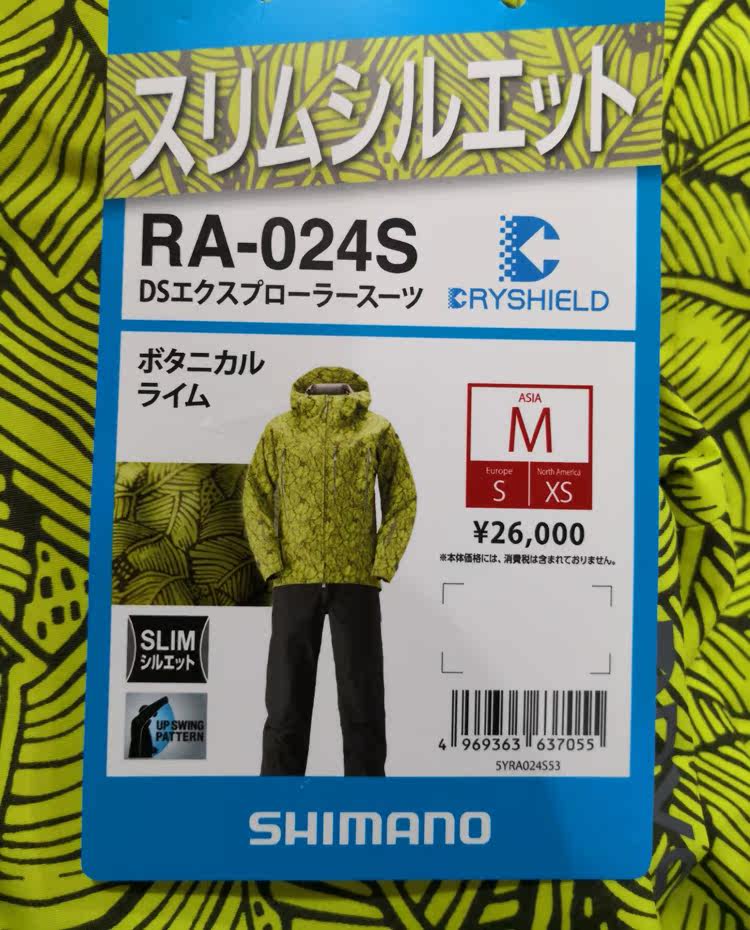 スリムシルエット
RA-024S
DSエクスプローラースーツ
CRYSHIELD
ボタニカル
ライム
ASIA
M
Europe
S
North America
XS
¥26,000
※本体価格には、消費税は含まれておりません。
SLIM
シルエット
UP SWING
PATTERN
4 969363 637055
5YRA024S53
SHIMANO